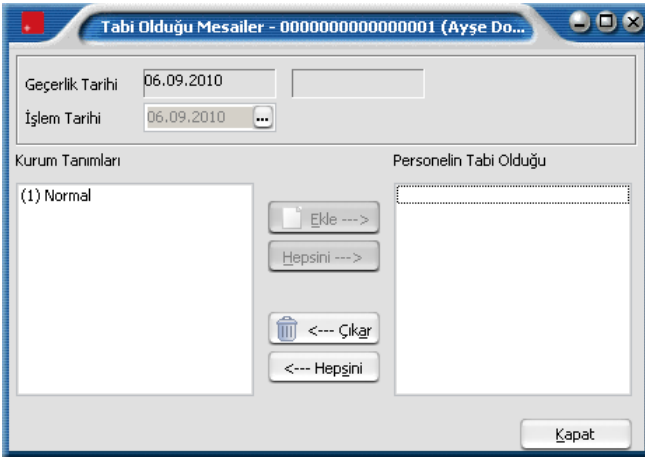 Tabi Olduğu Mesailer - 0000000000000001 (Ayşe Do...
Geçerlik Tarihi 06.09.2010
İşlem Tarihi 06.09.2010 ...
Kurum Tanımları
Personelin Tabi Olduğu
(1) Normal
Ekle --->
Hepsini --->
<--- Çıkar
<--- Hepsini
Kapat